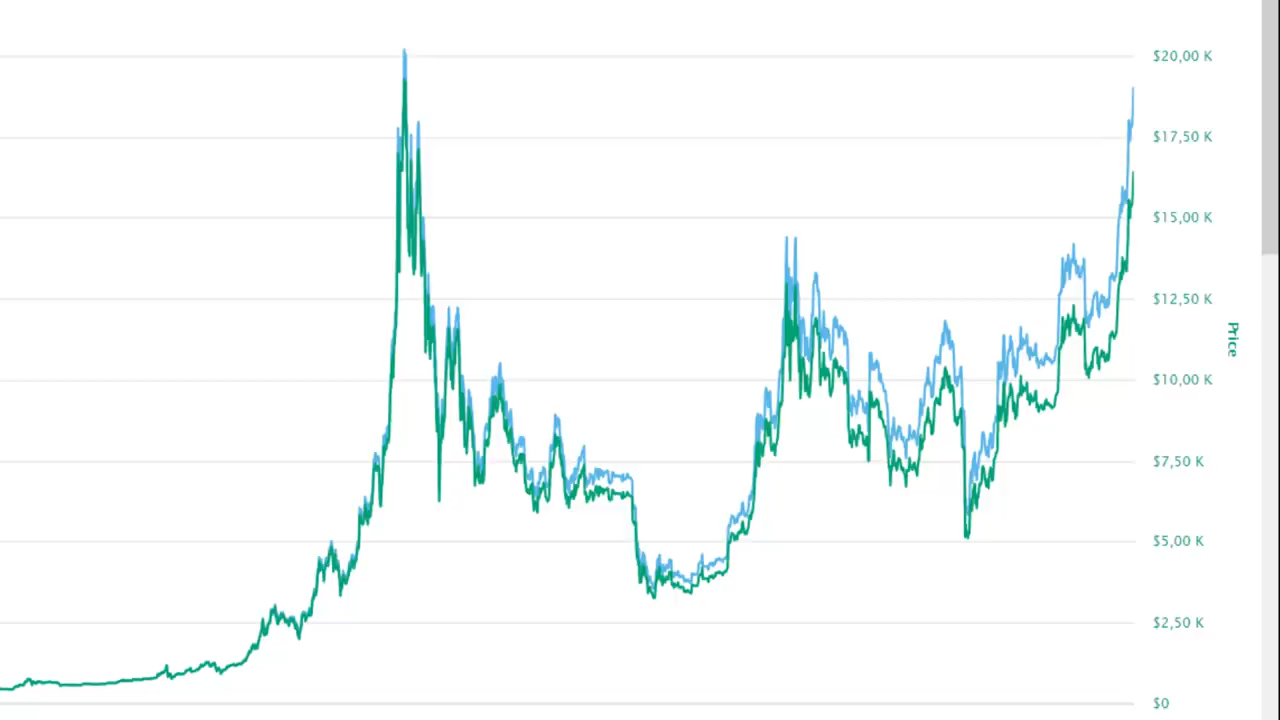 $20,00 K
$17,50 K
$15,00 K
$12,50 K
Price
$10,00 K
$7,50 K
$5,00 K
$2,50 K
$0